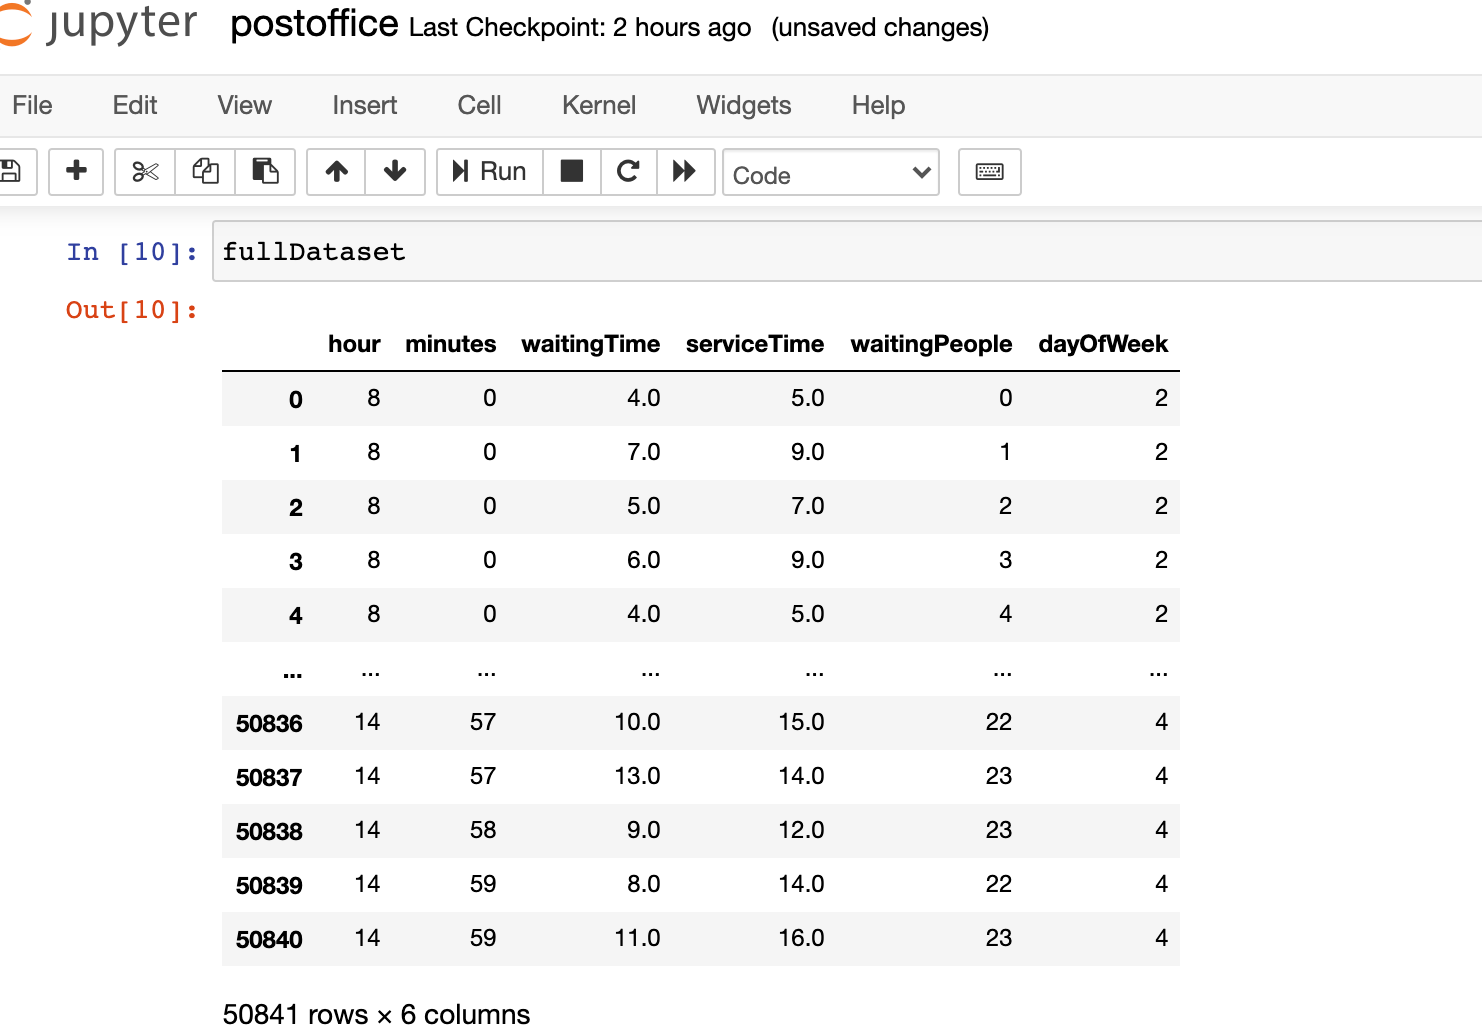 jupyter postoffice Last Checkpoint: 2 hours ago (unsaved changes)
File Edit View Insert Cell Kernel Widgets Help
Run Code
In [10]: fullDataset
Out[10]:
hour minutes waitingTime serviceTime waitingPeople dayOfWeek
0 8 0 4.0 5.0 0 2
1 8 0 7.0 9.0 1 2
2 8 0 5.0 7.0 2 2
3 8 0 6.0 9.0 3 2
4 8 0 4.0 5.0 4 2
... ... ... ... ... ... ...
50836 14 57 10.0 15.0 22 4
50837 14 57 13.0 14.0 23 4
50838 14 58 9.0 12.0 23 4
50839 14 59 8.0 14.0 22 4
50840 14 59 11.0 16.0 23 4
50841 rows × 6 columns